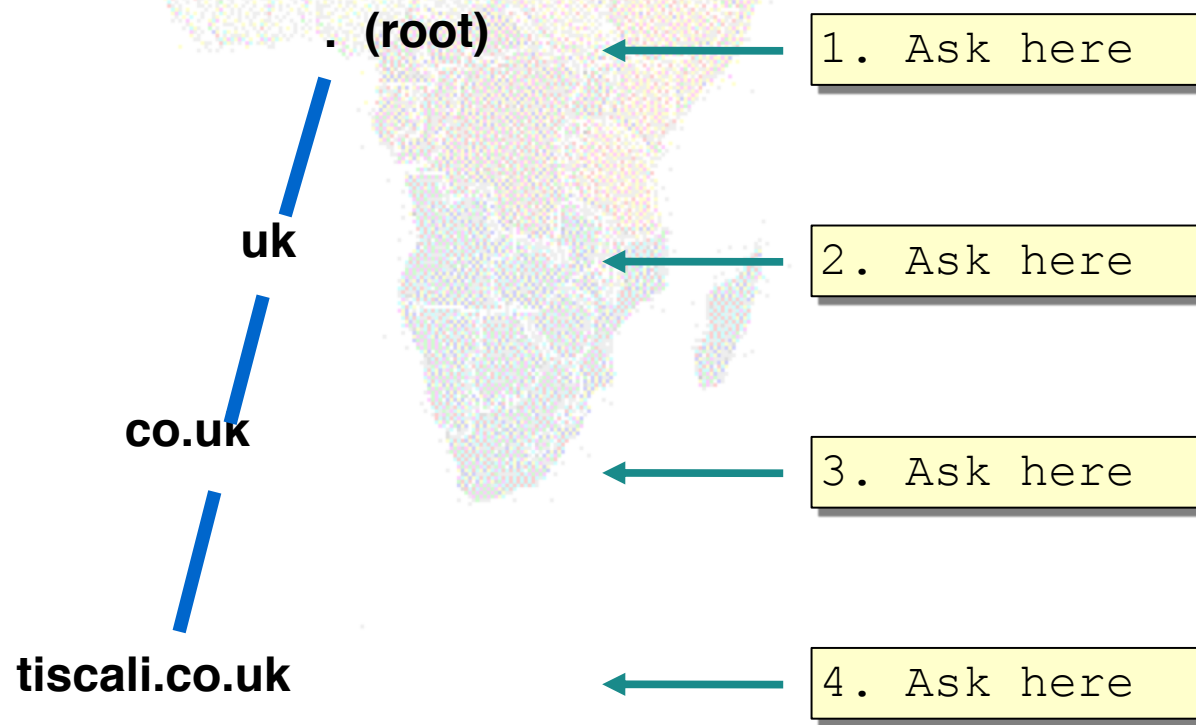 . (root)
1. Ask here
uk
2. Ask here
co.uk
3. Ask here
tiscali.co.uk
4. Ask here